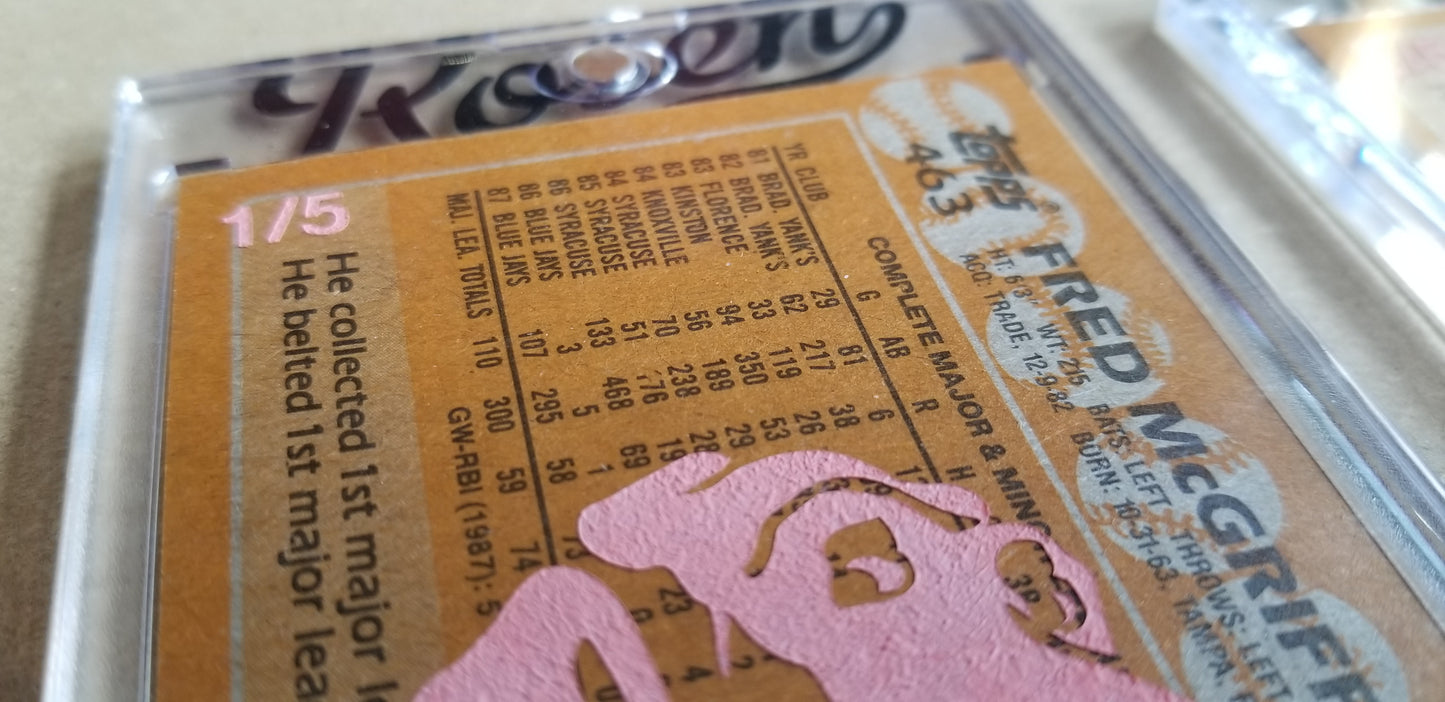 Rosen
Topps®
463
FRED McGRIFF
HT: 6'3" WT: 215 BATS: LEFT THROWS: LEFT
ACQ: TRADE, 12-9-82 BORN: 10-31-63, TAMPA,
COMPLETE MAJOR & MINO
YR CLUB G AB R H
81 BRAD. YANK'S 29 81 6
82 BRAD. YANK'S 62 217 38
83 FLORENCE 33 119 26
83 KINSTON 94 350 53
84 KNOXVILLE 56 189 29
84 SYRACUSE 70 238 28
85 SYRACUSE 51 176 19
86 SYRACUSE 133 468 69
86 BLUE JAYS 3 5 1
87 BLUE JAYS 107 295 58 73
MAJ. LEA. TOTALS 110 300 59 74
GW-RBI (1987): 5
He collected 1st major le
He belted 1st major lea
1/5